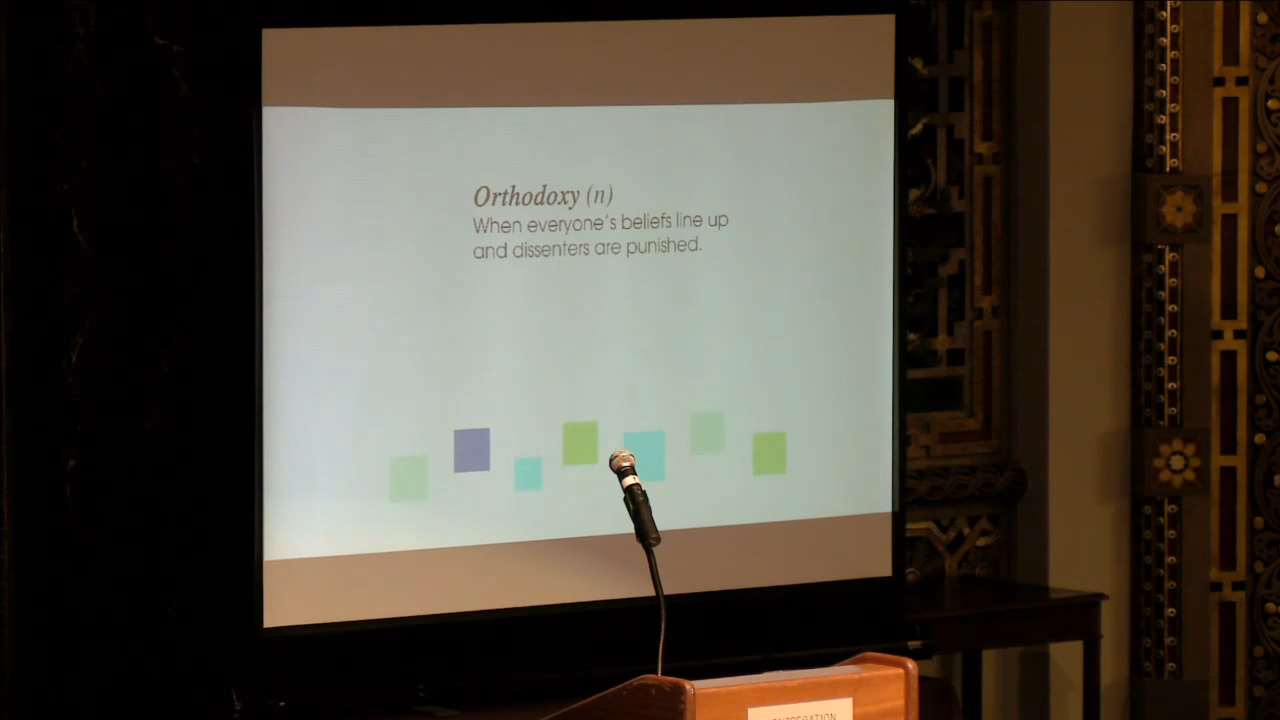 Orthodoxy (n)
When everyone's beliefs line up
and dissenters are punished.